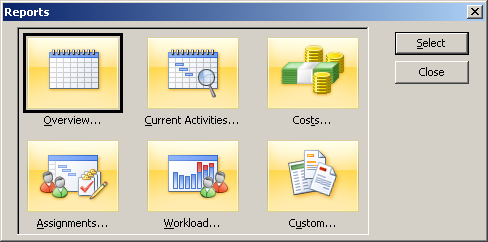 Reports
Select
Close
Overview...
Current Activities...
Costs...
Assignments...
Workload...
Custom...